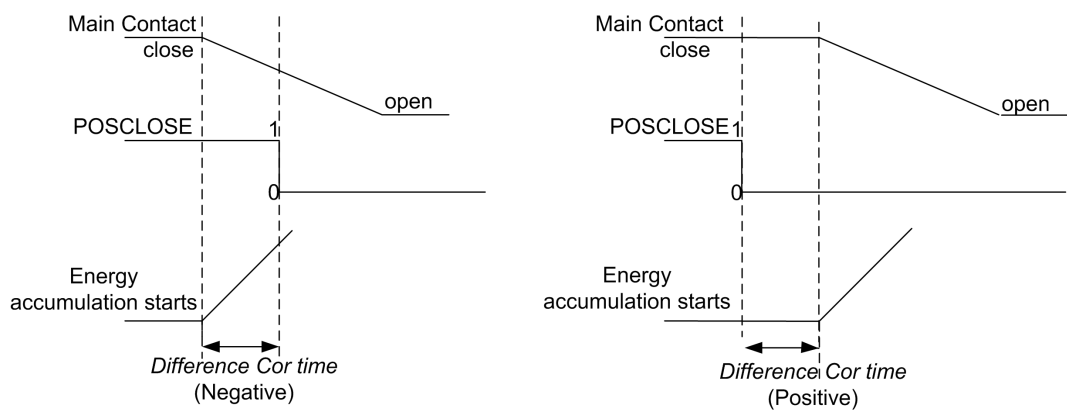 Main Contact
close
open
POSCLOSE 1
0
Energy
accumulation starts
Difference Cor time
(Negative)
Main Contact
close
open
POSCLOSE 1
0
Energy
accumulation starts
Difference Cor time
(Positive)